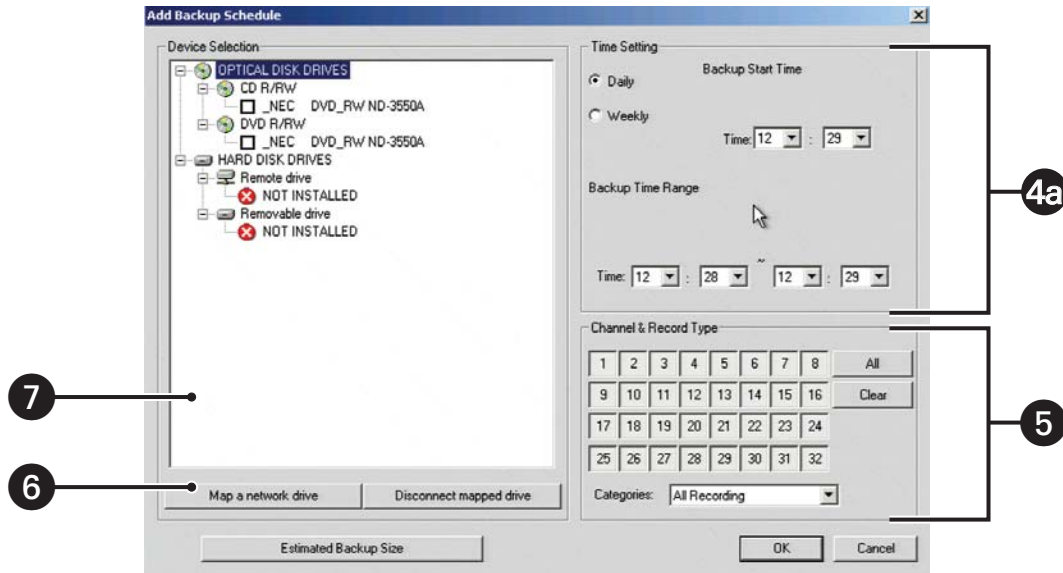 Add Backup Schedule
Device Selection
OPTICAL DISK DRIVES
CD R/RW
_NEC DVD_RW ND-3550A
DVD R/RW
_NEC DVD_RW ND-3550A
HARD DISK DRIVES
Remote drive
NOT INSTALLED
Removable drive
NOT INSTALLED
7
6
Map a network drive Disconnect mapped drive
Time Setting
Backup Start Time
Daily
Weekly
Time: 12 : 29
Backup Time Range
~
Time: 12 : 28 12 : 29
4a
Channel & Record Type
1 2 3 4 5 6 7 8 All
9 10 11 12 13 14 15 16 Clear
17 18 19 20 21 22 23 24
25 26 27 28 29 30 31 32
Categories: All Recording
5
Estimated Backup Size OK Cancel